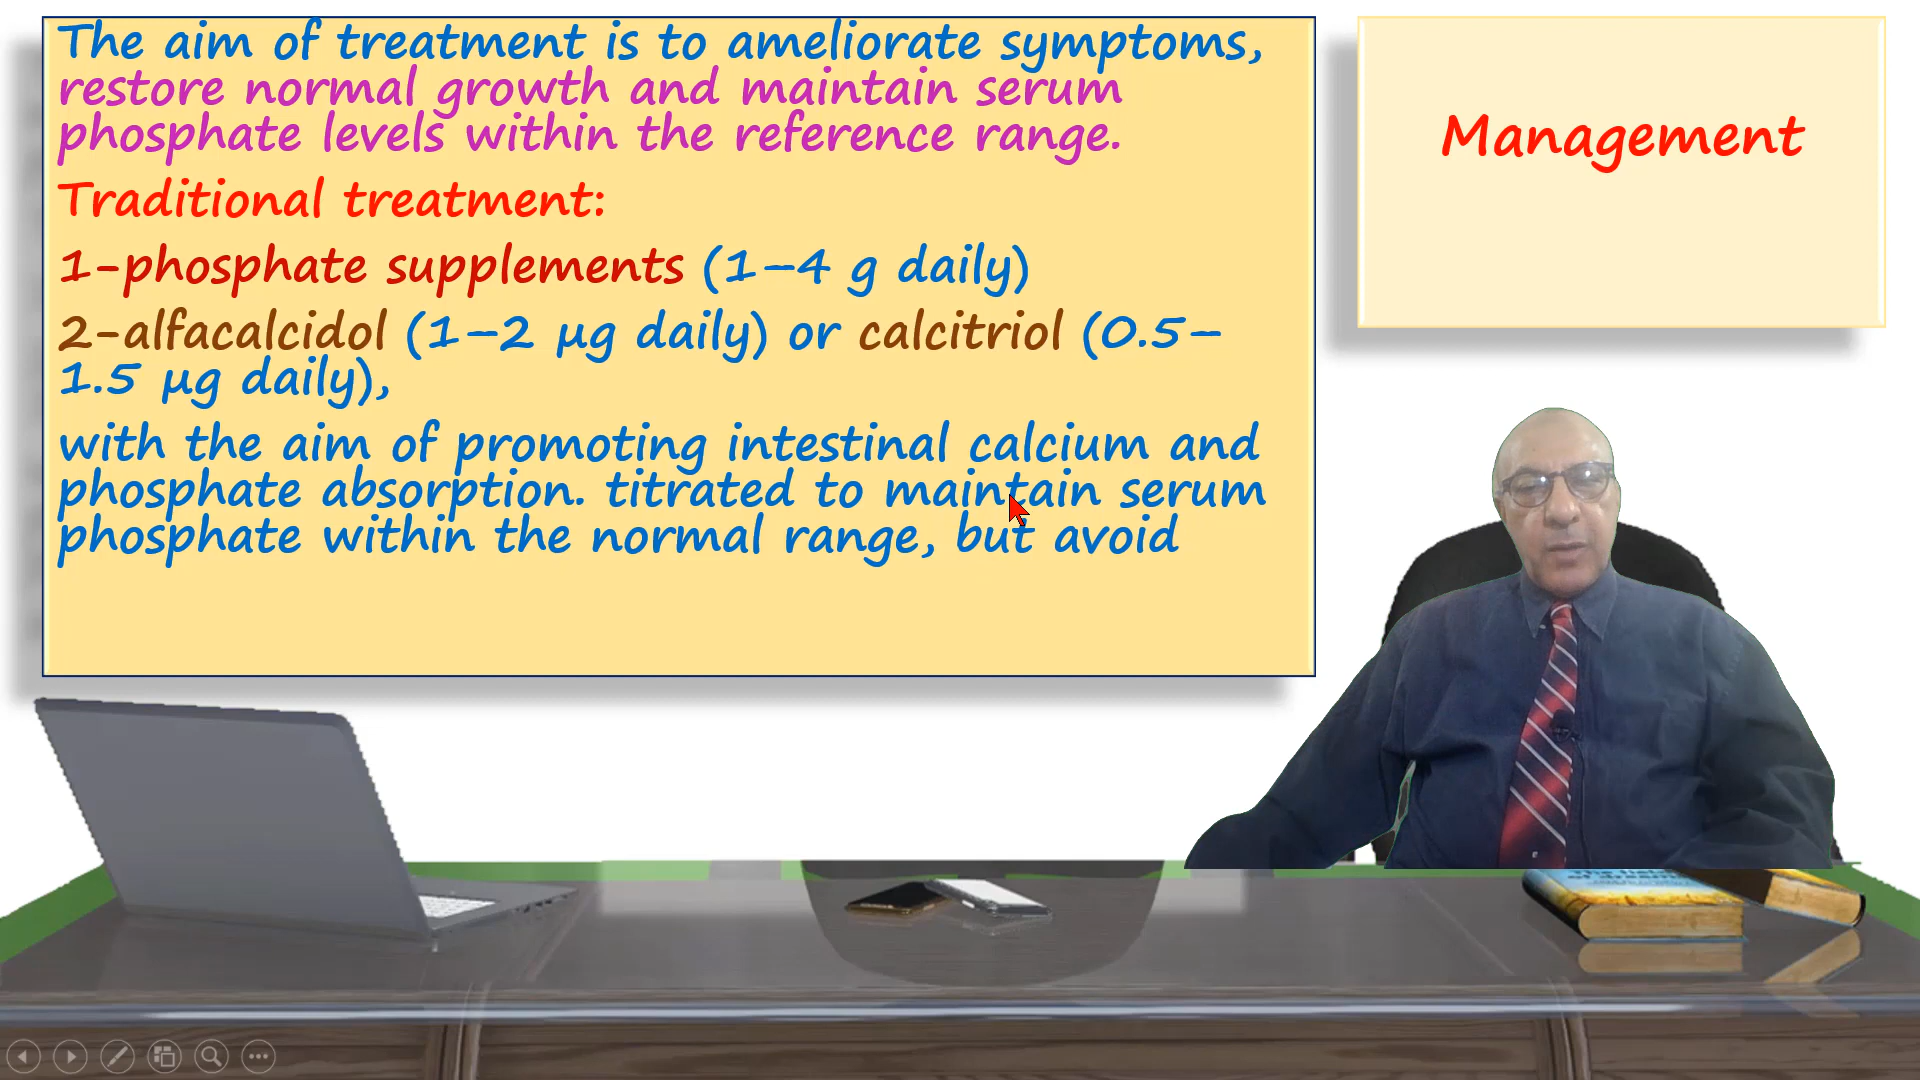 The aim of treatment is to ameliorate symptoms,
restore normal growth and maintain serum
phosphate levels within the reference range.
Traditional treatment:
1-phosphate supplements (1–4 g daily)
2-alfacalcidol (1–2 µg daily) or calcitriol (0.5–
1.5 µg daily),
with the aim of promoting intestinal calcium and
phosphate absorption. titrated to maintain serum
phosphate within the normal range, but avoid
Management